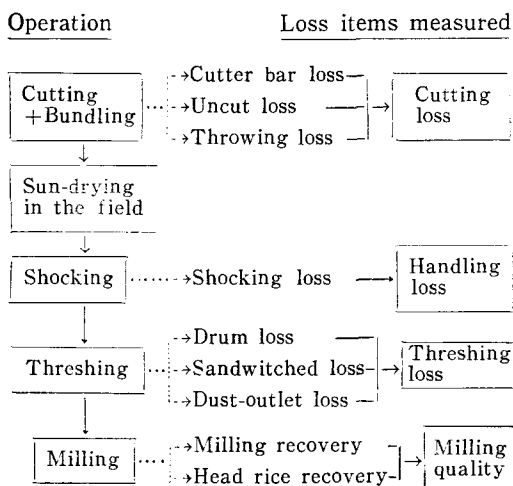 Operation Loss items measured
Cutting
+Bundling
Cutter bar loss
Uncut loss
Throwing loss
Cutting
loss
Sun-drying
in the field
Shocking
Shocking loss
Handling
loss
Threshing
Drum loss
Sandwitched loss
Dust-outlet loss
Threshing
loss
Milling
Milling recovery
Head rice recovery
Milling
quality